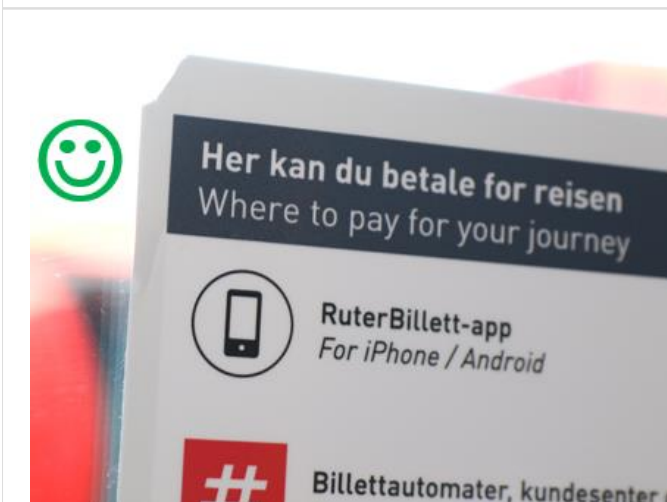 Her kan du betale for reisen
Where to pay for your journey
RuterBillett-app
For iPhone / Android
#
Billettautomater, kundesenter